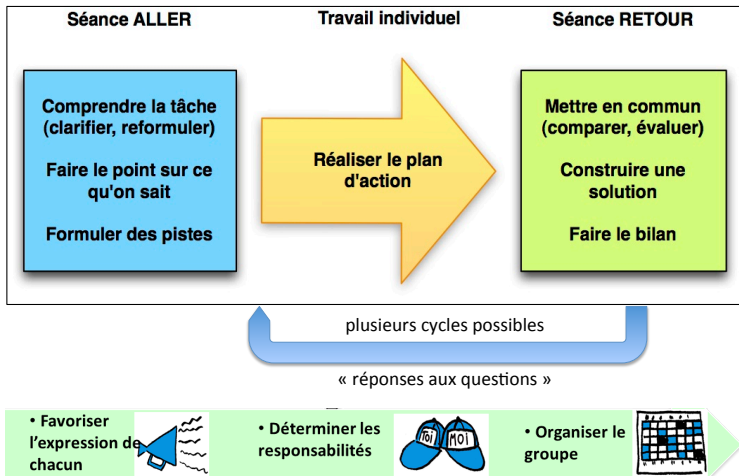 Séance ALLER
Travail individuel
Séance RETOUR
Comprendre la tâche
(clarifier, reformuler)
Faire le point sur ce
qu'on sait
Formuler des pistes
Réaliser le plan
d'action
Mettre en commun
(comparer, évaluer)
Construire une
solution
Faire le bilan
plusieurs cycles possibles
« réponses aux questions »
• Favoriser
l'expression de
chacun
• Déterminer les
responsabilités
Toi
MOI
• Organiser le
groupe